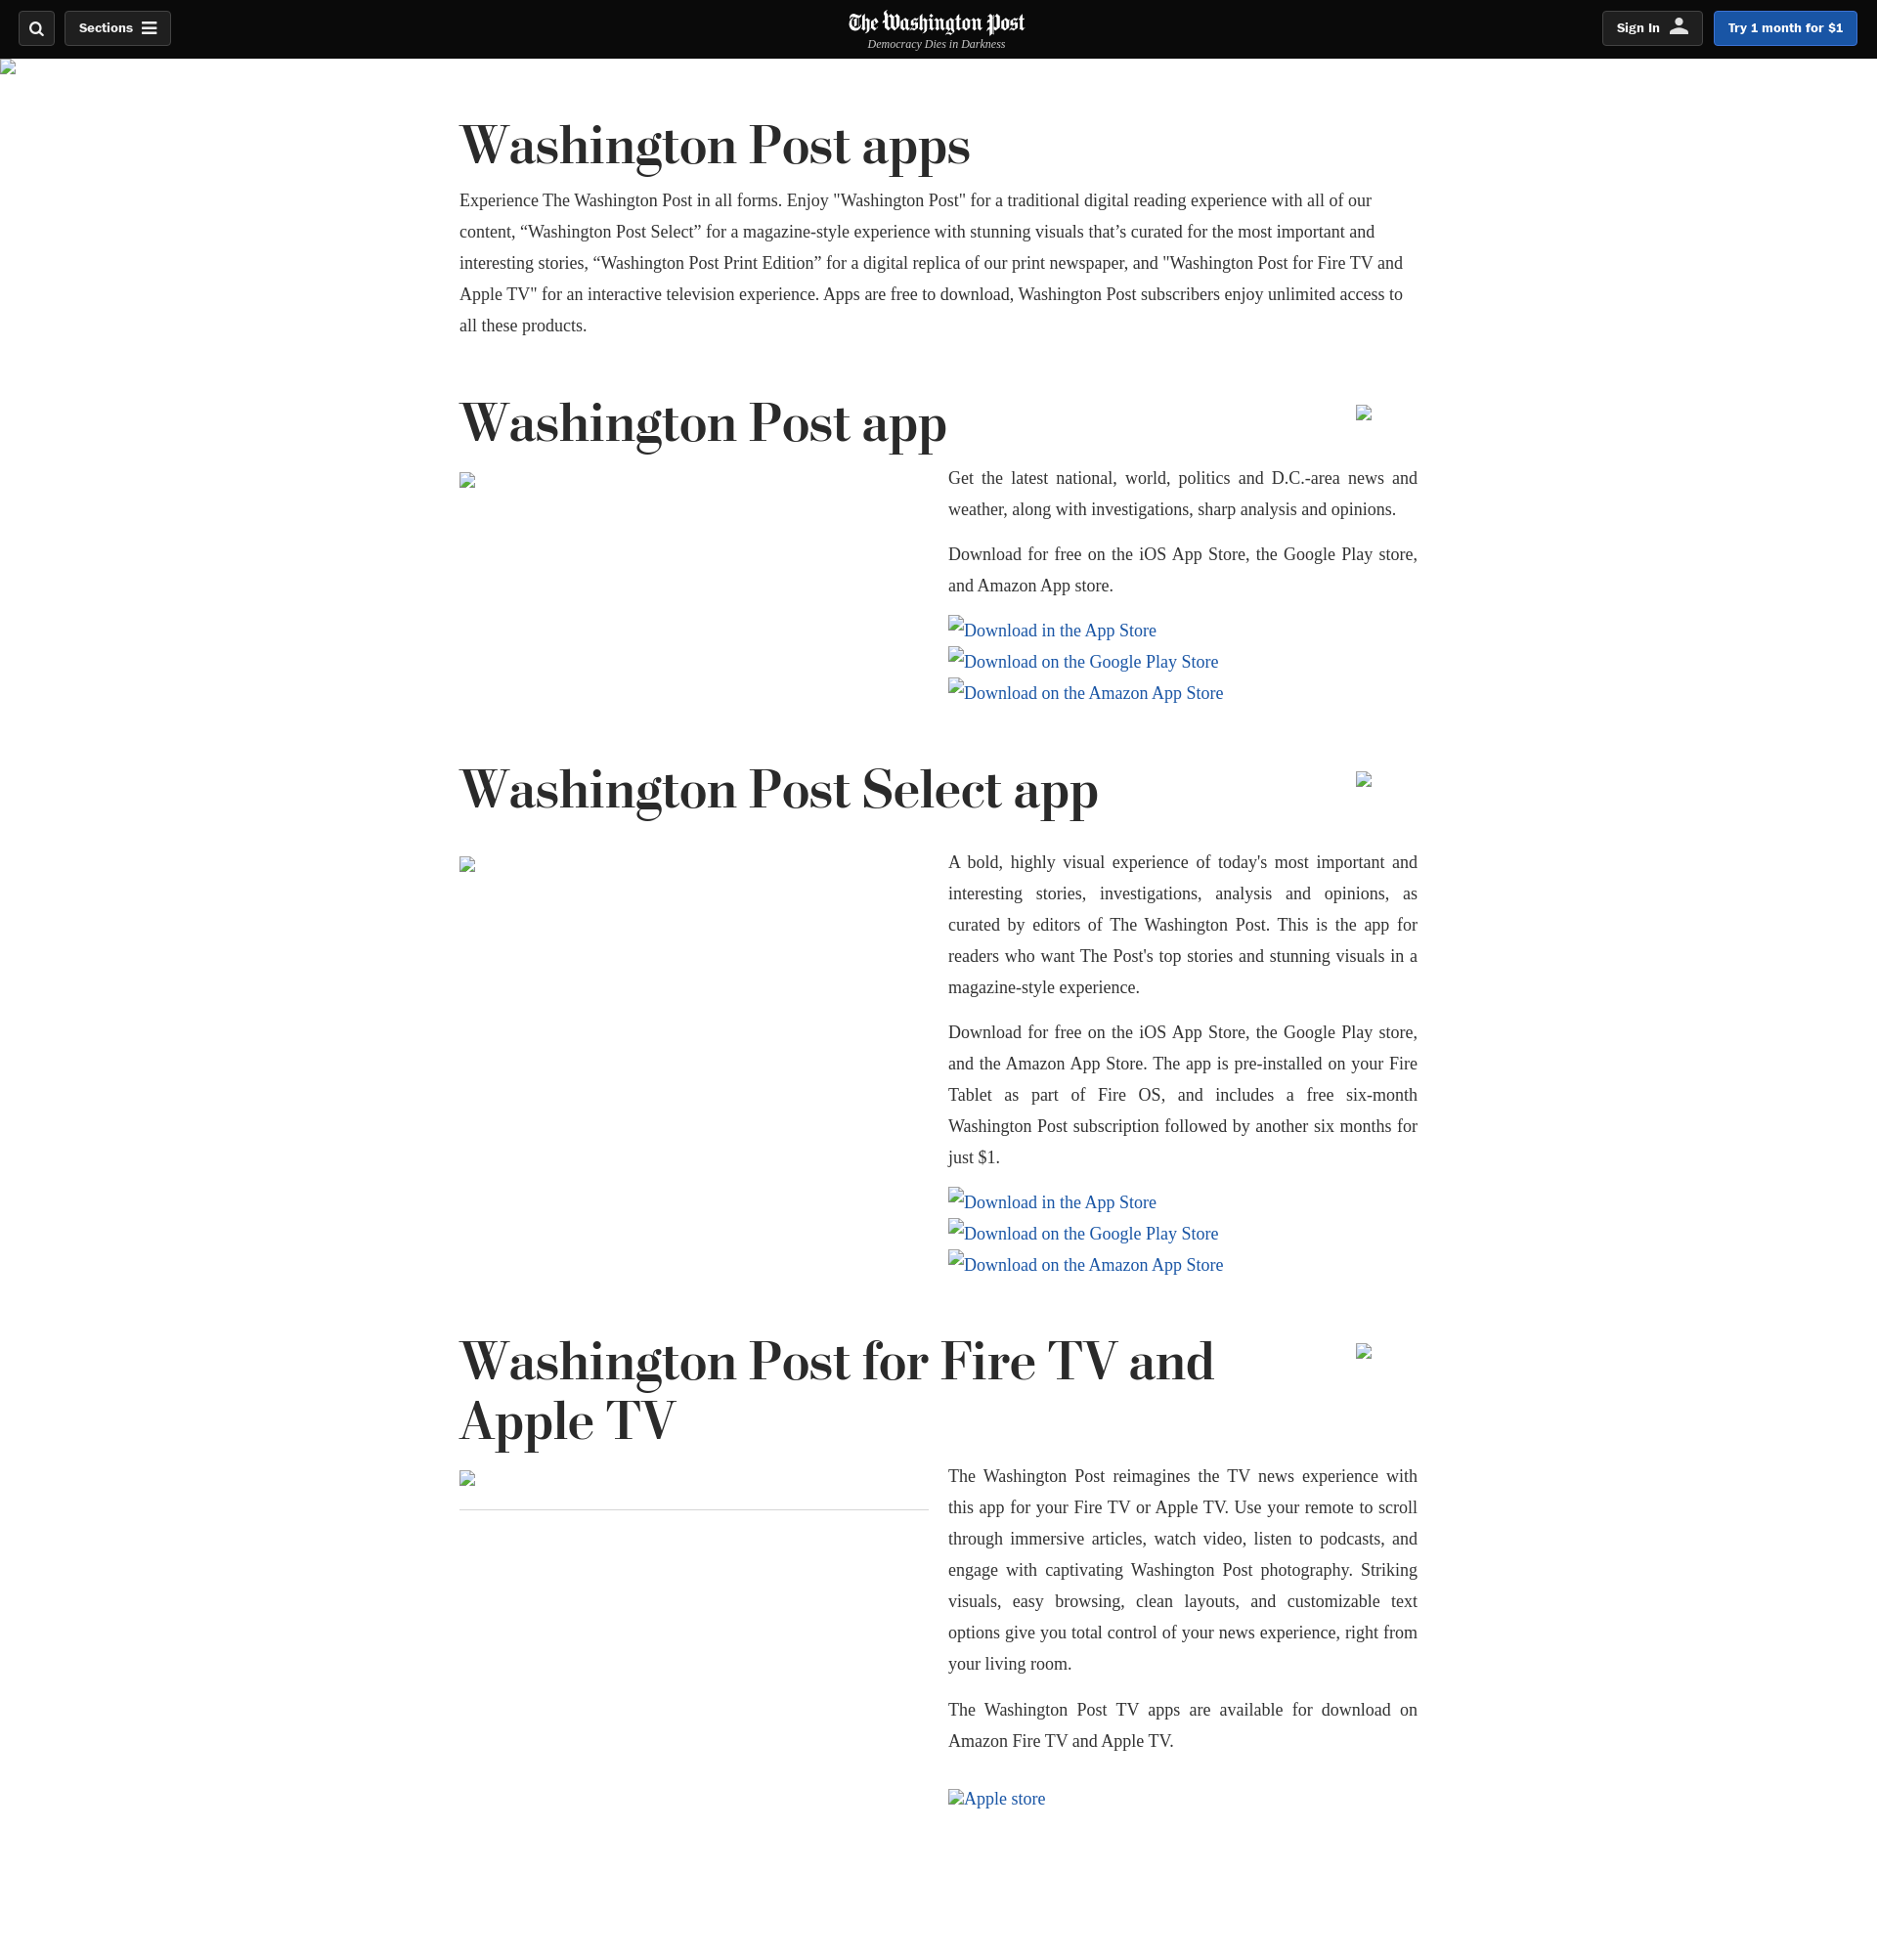 Sections
The Washington Post
Democracy Dies in Darkness
Sign In
Try 1 month for $1
Washington Post apps
Experience The Washington Post in all forms. Enjoy "Washington Post" for a traditional digital reading experience with all of our
content, “Washington Post Select” for a magazine-style experience with stunning visuals that’s curated for the most important and
interesting stories, “Washington Post Print Edition” for a digital replica of our print newspaper, and "Washington Post for Fire TV and
Apple TV" for an interactive television experience. Apps are free to download, Washington Post subscribers enjoy unlimited access to
all these products.
Washington Post app
Get the latest national, world, politics and D.C.-area news and
weather, along with investigations, sharp analysis and opinions.
Download for free on the iOS App Store, the Google Play store,
and Amazon App store.
Download in the App Store
Download on the Google Play Store
Download on the Amazon App Store
Washington Post Select app
A bold, highly visual experience of today's most important and
interesting stories, investigations, analysis and opinions, as
curated by editors of The Washington Post. This is the app for
readers who want The Post's top stories and stunning visuals in a
magazine-style experience.
Download for free on the iOS App Store, the Google Play store,
and the Amazon App Store. The app is pre-installed on your Fire
Tablet as part of Fire OS, and includes a free six-month
Washington Post subscription followed by another six months for
just $1.
Download in the App Store
Download on the Google Play Store
Download on the Amazon App Store
Washington Post for Fire TV and
Apple TV
The Washington Post reimagines the TV news experience with
this app for your Fire TV or Apple TV. Use your remote to scroll
through immersive articles, watch video, listen to podcasts, and
engage with captivating Washington Post photography. Striking
visuals, easy browsing, clean layouts, and customizable text
options give you total control of your news experience, right from
your living room.
The Washington Post TV apps are available for download on
Amazon Fire TV and Apple TV.
Apple store